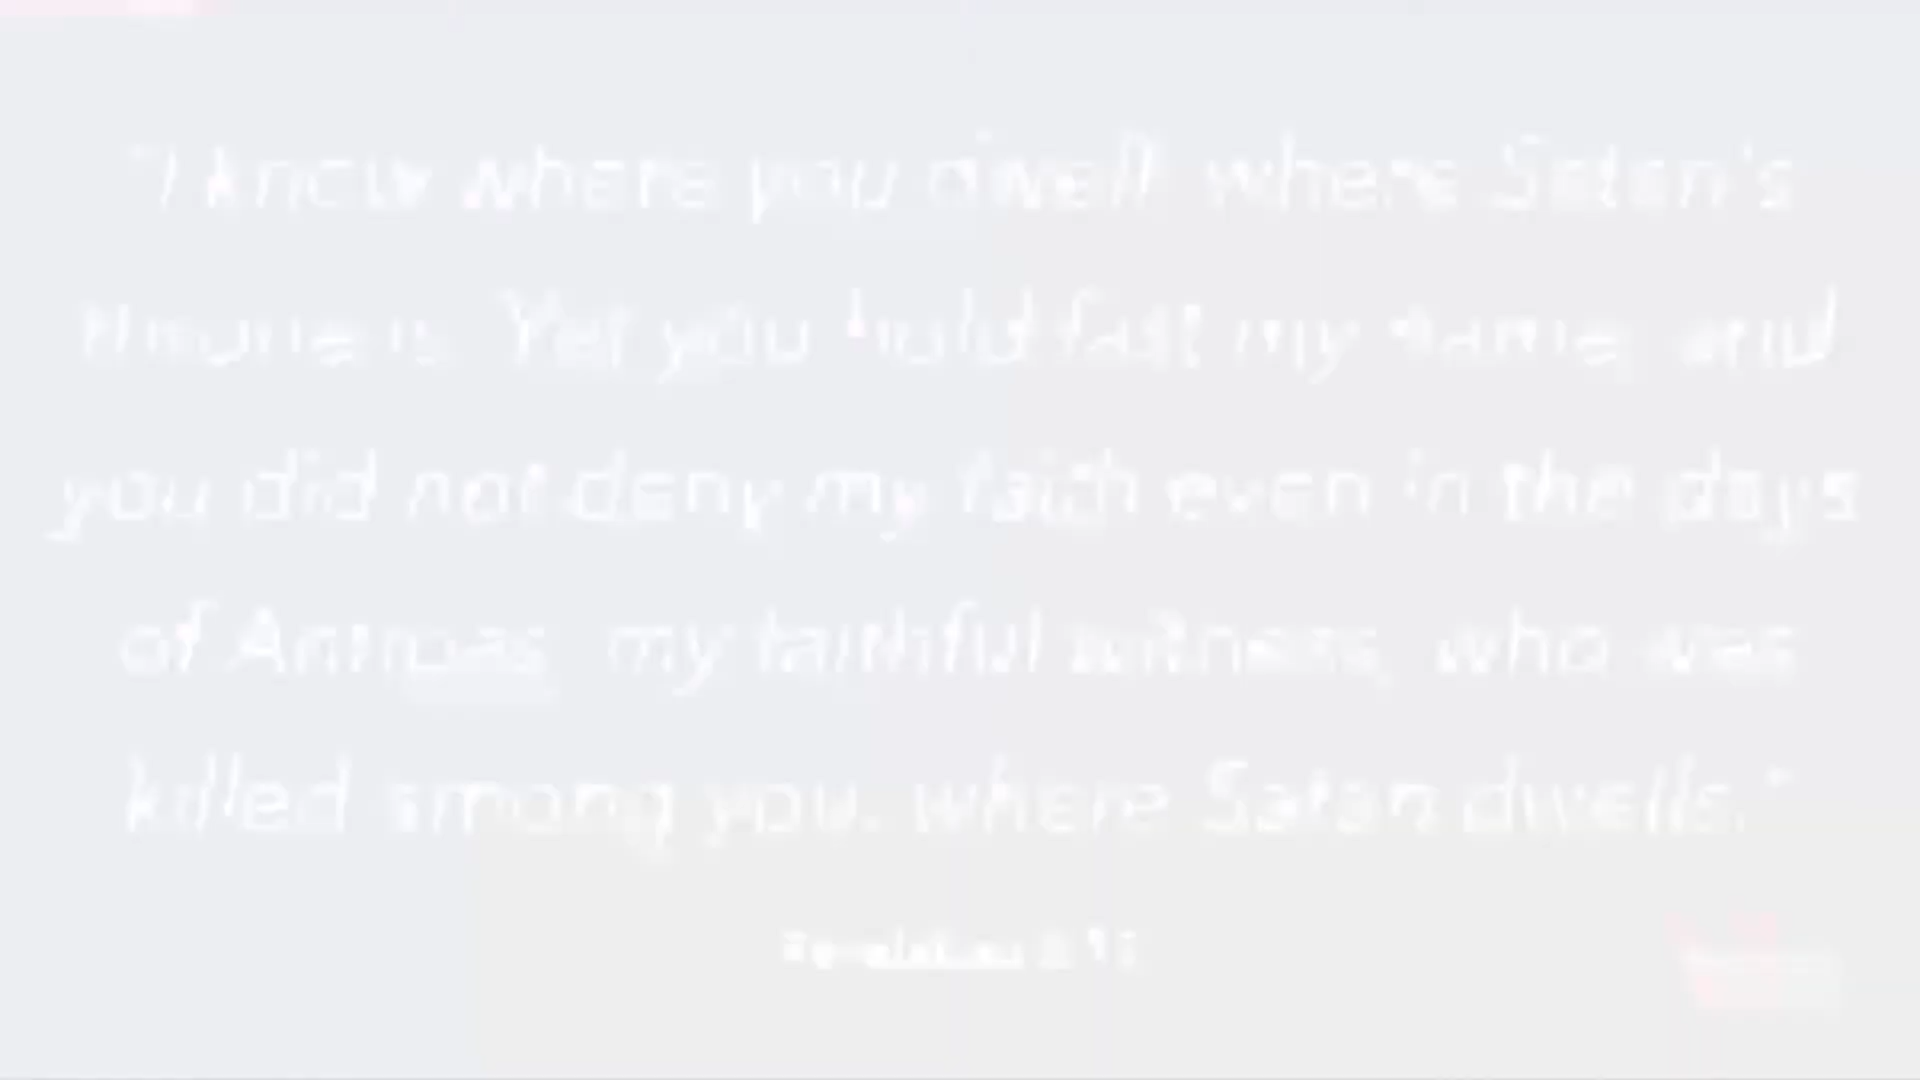 "I know where you dwell, where Satan's
throne is. Yet you hold fast my name, and
you did not deny my faith even in the days
of Antipas, my faithful witness, who was
killed among you, where Satan dwells."
Revelation 2:13